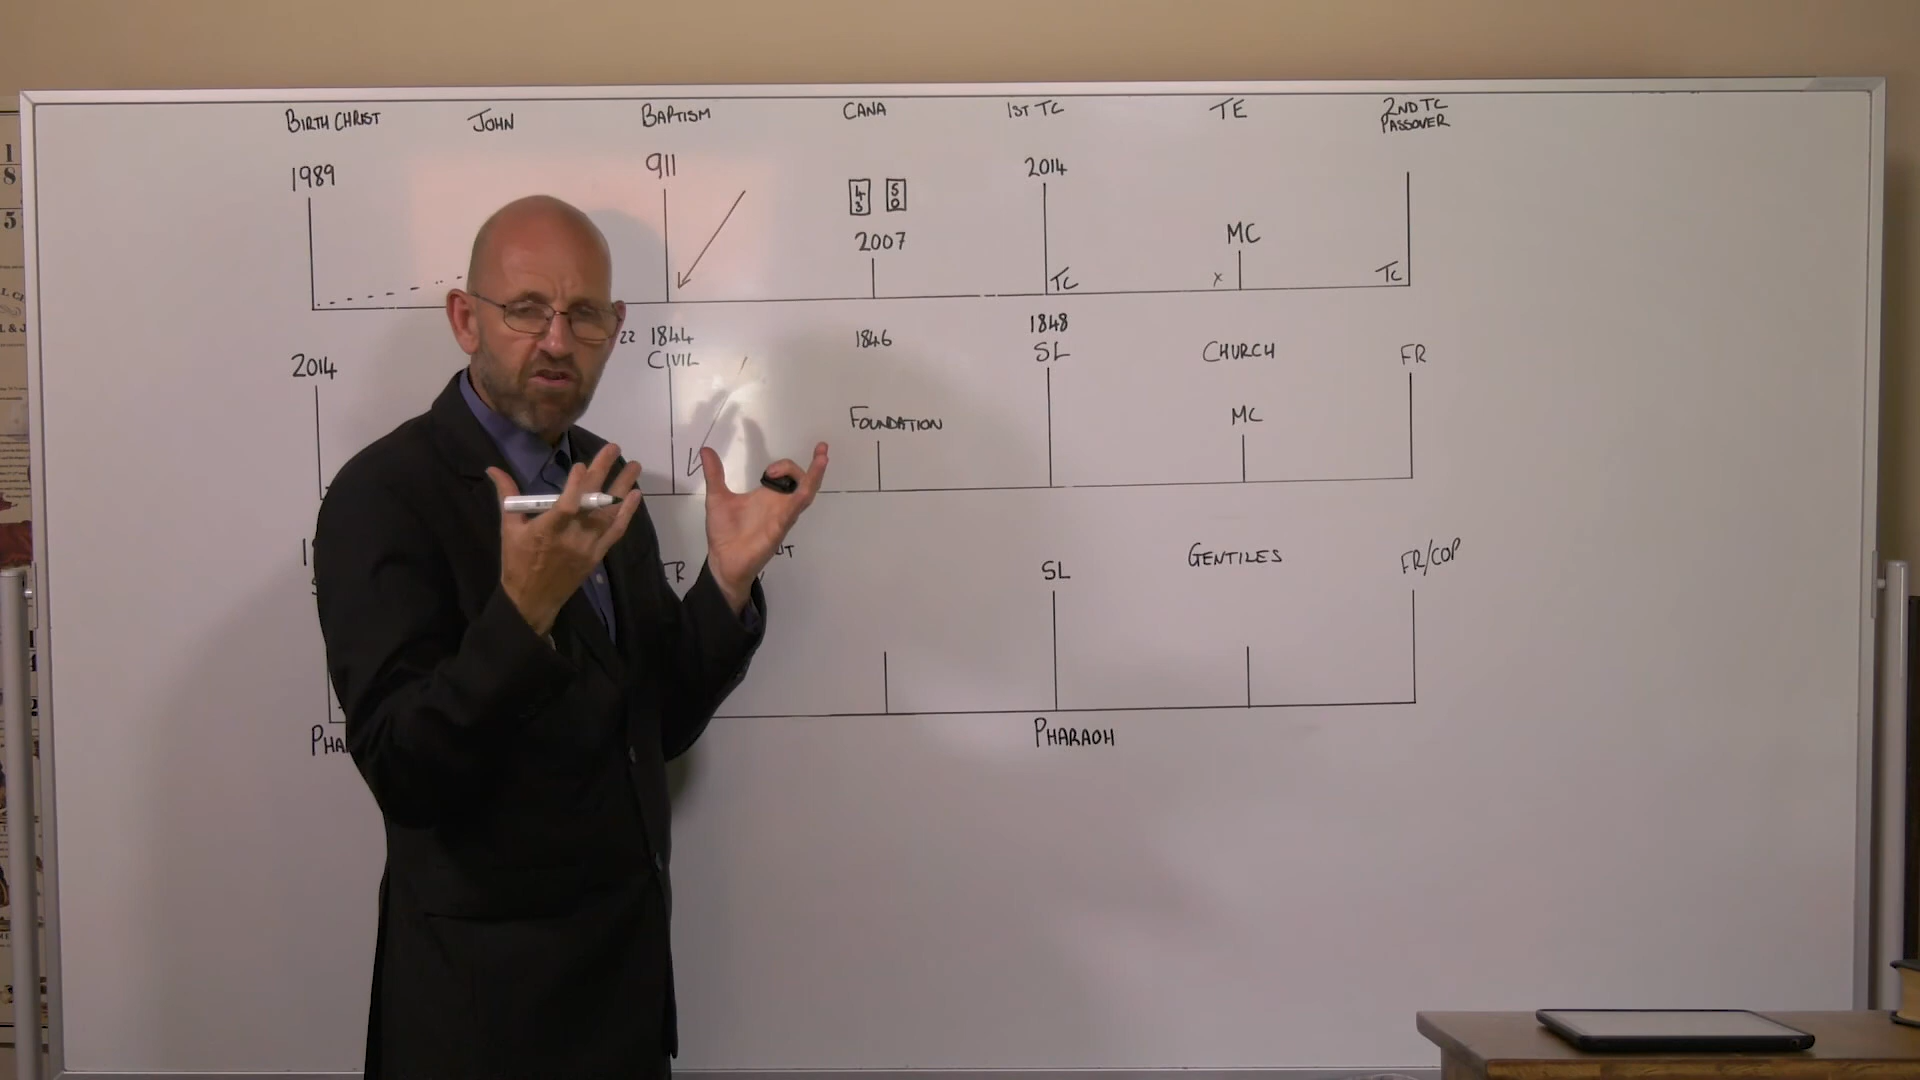 BIRTH CHRIST
JOHN
BAPTISM
CANA
1ST TC
TE
2ND TC
PASSOVER
1989
911
43
50
2007
2014
TC
x
MC
TC
2014
22
1844
CIVIL
1846
FOUNDATION
1848
SL
CHURCH
MC
FR
SL
GENTILES
FR/COP
PHARAOH